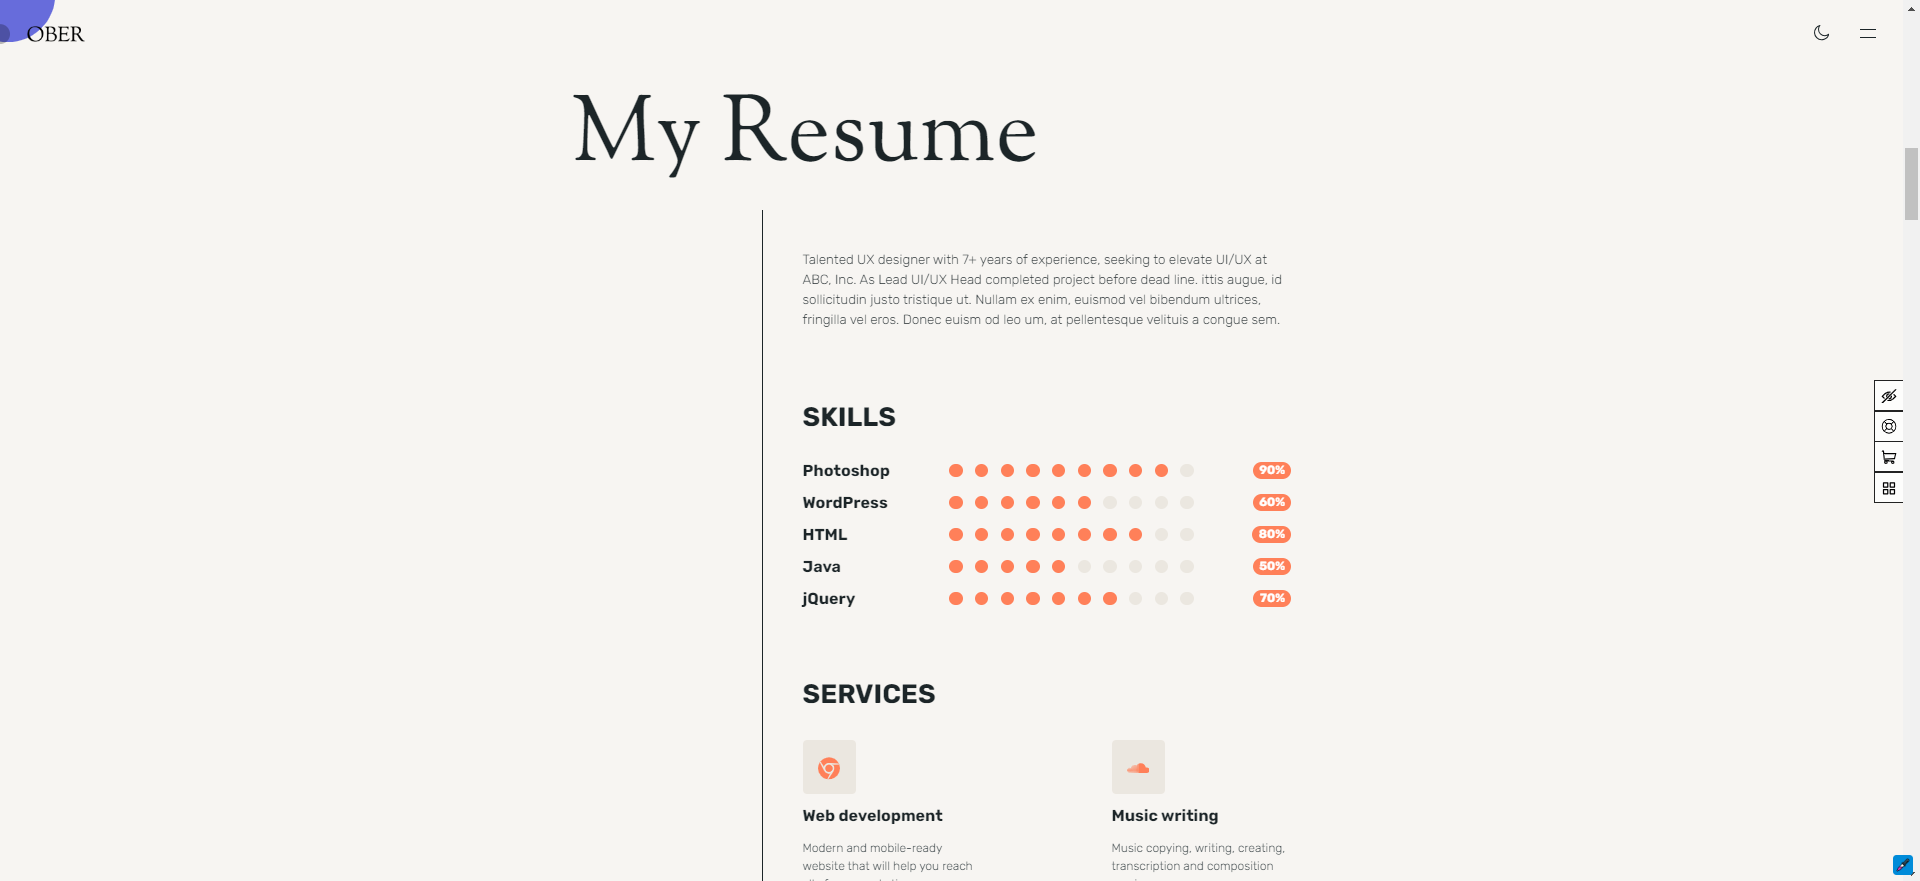 OBER
My Resume
Talented UX designer with 7+ years of experience, seeking to elevate UI/UX at
ABC, Inc. As Lead UI/UX Head completed project before dead line. ittis augue, id
sollicitudin justo tristique ut. Nullam ex enim, euismod vel bibendum ultrices,
fringilla vel eros. Donec euism od leo um, at pellentesque velituis a congue sem.
SKILLS
Photoshop 90%
WordPress 60%
HTML 80%
Java 50%
jQuery 70%
SERVICES
Web development
Modern and mobile-ready
website that will help you reach
Music writing
Music copying, writing, creating,
transcription and composition